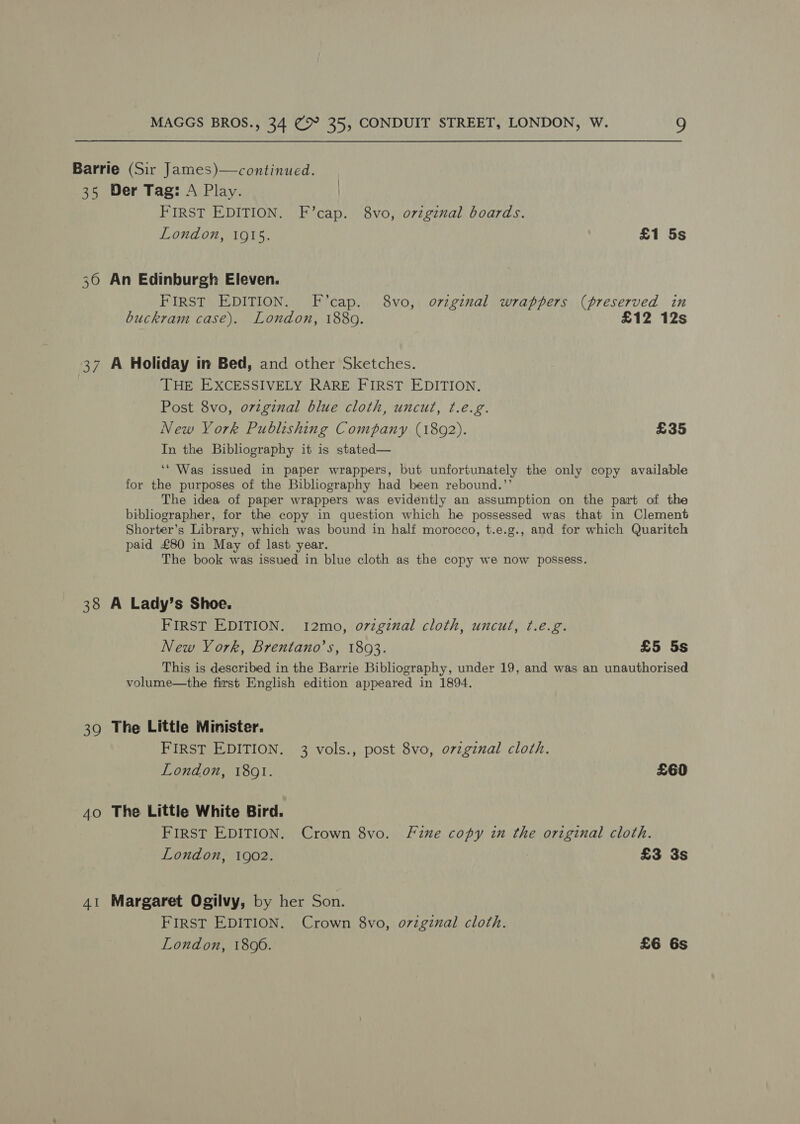 MAGGS BROS., 34 & 35, CONDUIT STREET, LONDON, W. 9
Barrie (Sir James)—continued.
35 Der Tag: A Play.
FIRST EDITION. F'cap. 8vo, original boards.
London, 1915. £1 5s
36 An Edinburgh Eleven.
FIRST EDITION. F'cap. 8vo, original wrappers (preserved in
buckram case). London, 1889. £12 12s
37 A Holiday in Bed, and other Sketches.
THE EXCESSIVELY RARE FIRST EDITION.
Post 8vo, original blue cloth, uncut, t.e.g.
New York Publishing Company (1892). £35
In the Bibliography it is stated—
‘‘ Was issued in paper wrappers, but unfortunately the only copy available
for the purposes of the Bibliography had been rebound.’’
The idea of paper wrappers was evidently an assumption on the part of the
bibliographer, for the copy in question which he possessed was that in Clement
Shorter's Library, which was bound in half morocco, t.e.g., and for which Quaritch
paid £80 in May of last year.
The book was issued in blue cloth as the copy we now possess.
38 A Lady's Shoe.
FIRST EDITION. 12mo, original cloth, uncut, t.e.g.
New York, Brentano's, 1893. £5 5s
This is described in the Barrie Bibliography, under 19, and was an unauthorised
volume—the first English edition appeared in 1894.
39 The Little Minister.
FIRST EDITION. 3 vols., post 8vo, original cloth.
London, 1891. £60
40 The Little White Bird.
FIRST EDITION. Crown 8vo. Fine copy in the original cloth.
London, 1902. £3 3s
41 Margaret Ogilvy, by her Son.
FIRST EDITION. Crown 8vo, original cloth.
London, 1896. £6 6s